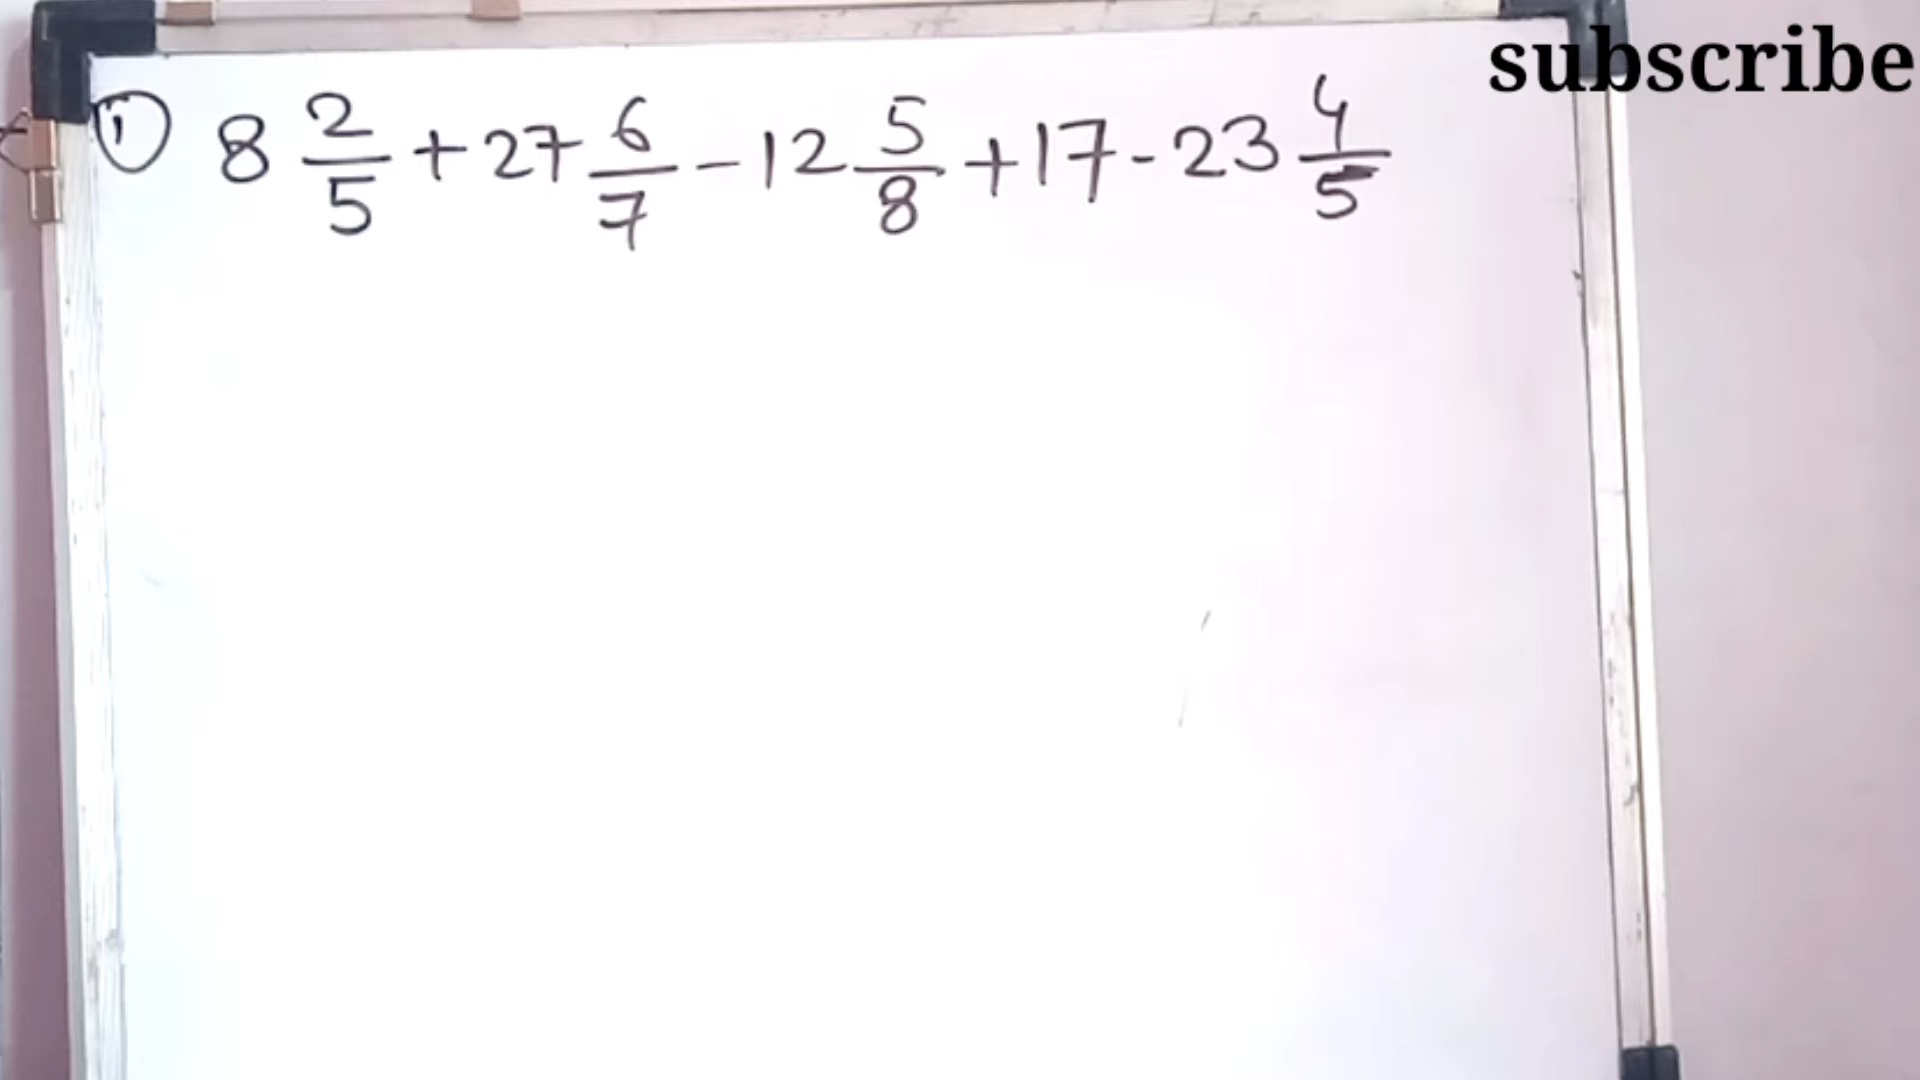 subscribe
① 8 2/5 + 27 6/7 - 12 5/8 + 17 - 23 4/5